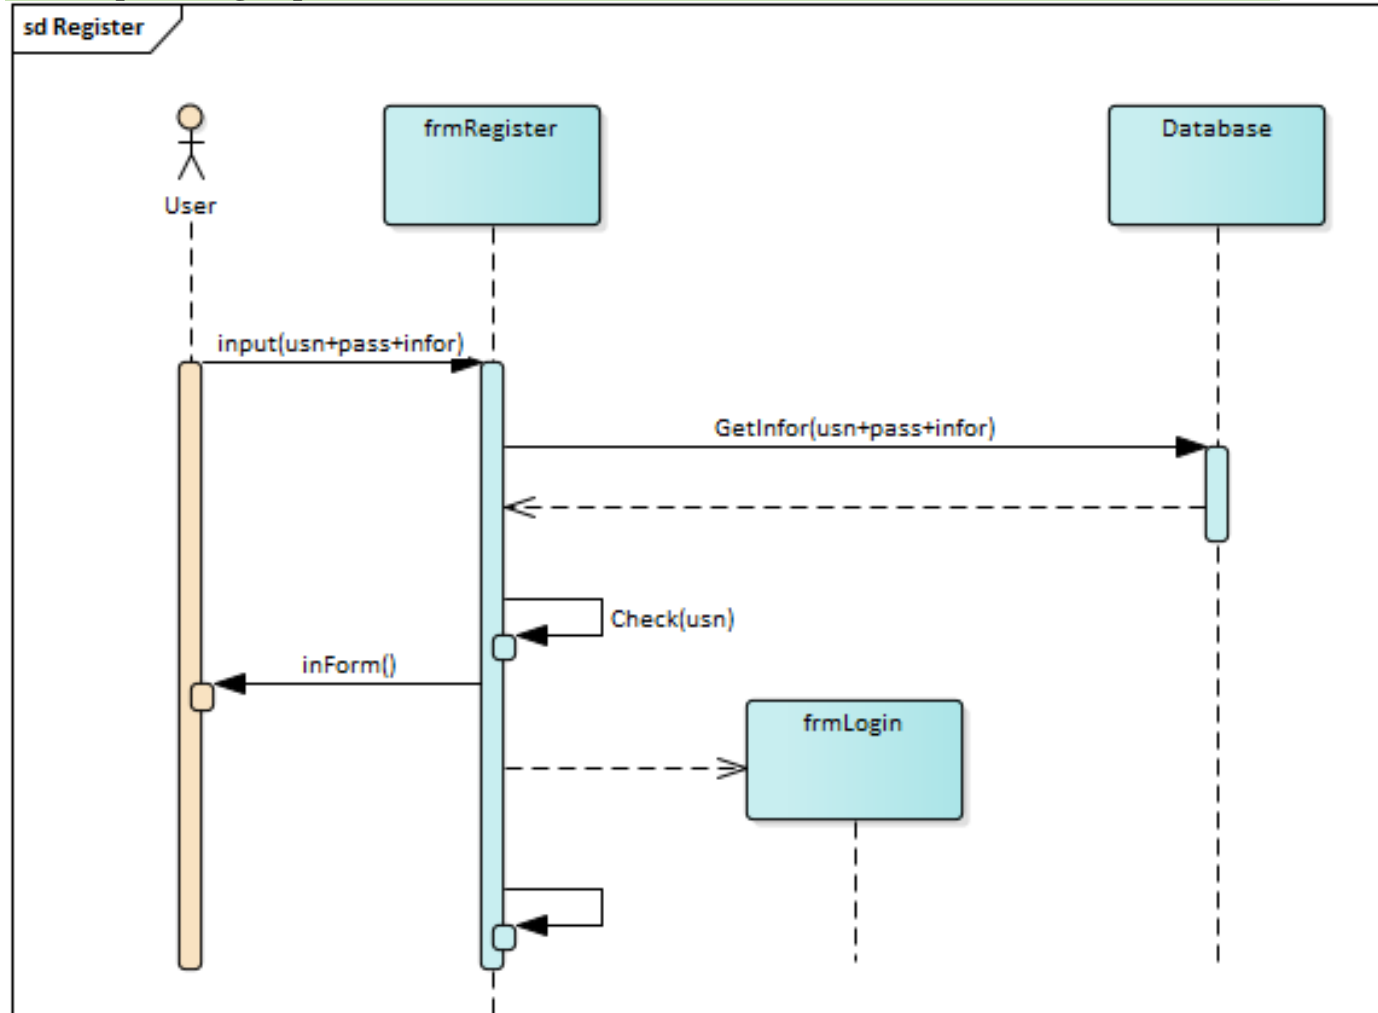 sd Register
User
frmRegister
Database
input(usn+pass+infor)
GetInfor(usn+pass+infor)
Check(usn)
inForm()
frmLogin